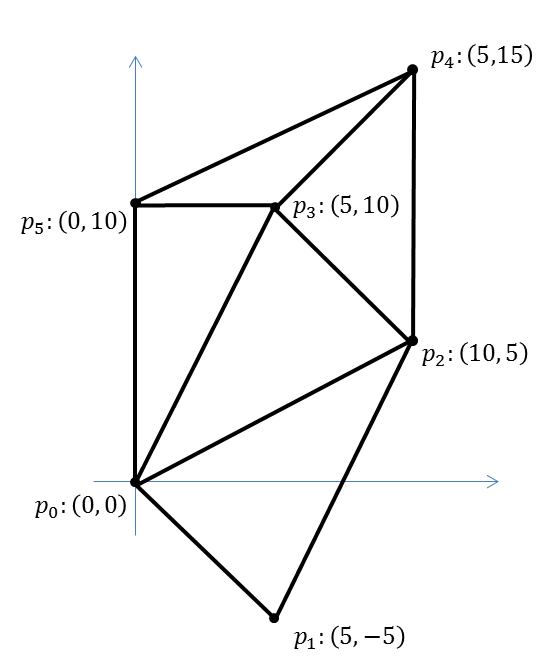 p₄: (5,15)
p₅: (0, 10)
p₃: (5, 10)
p₂: (10, 5)
p₀: (0, 0)
p₁: (5, −5)